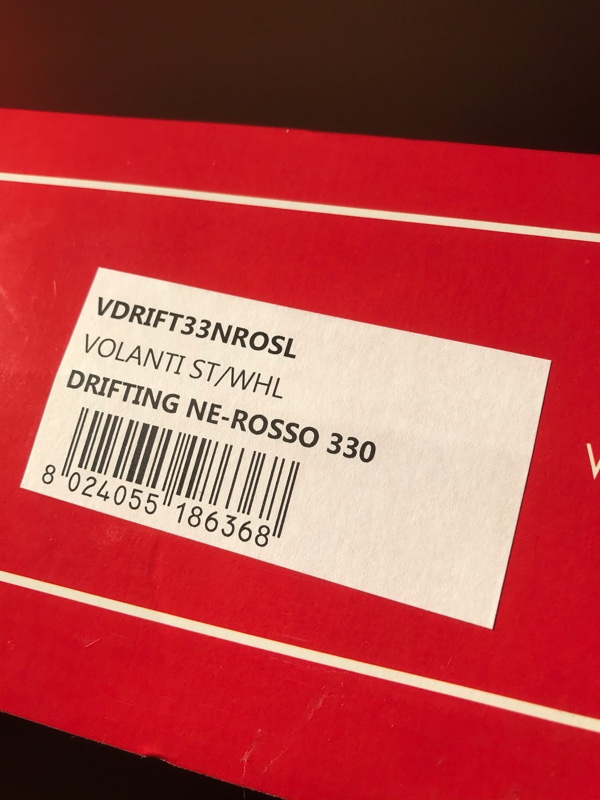 VDRIFT33NROSL
VOLANTI ST/WHL
DRIFTING NE-ROSSO 330
8 024055 186368